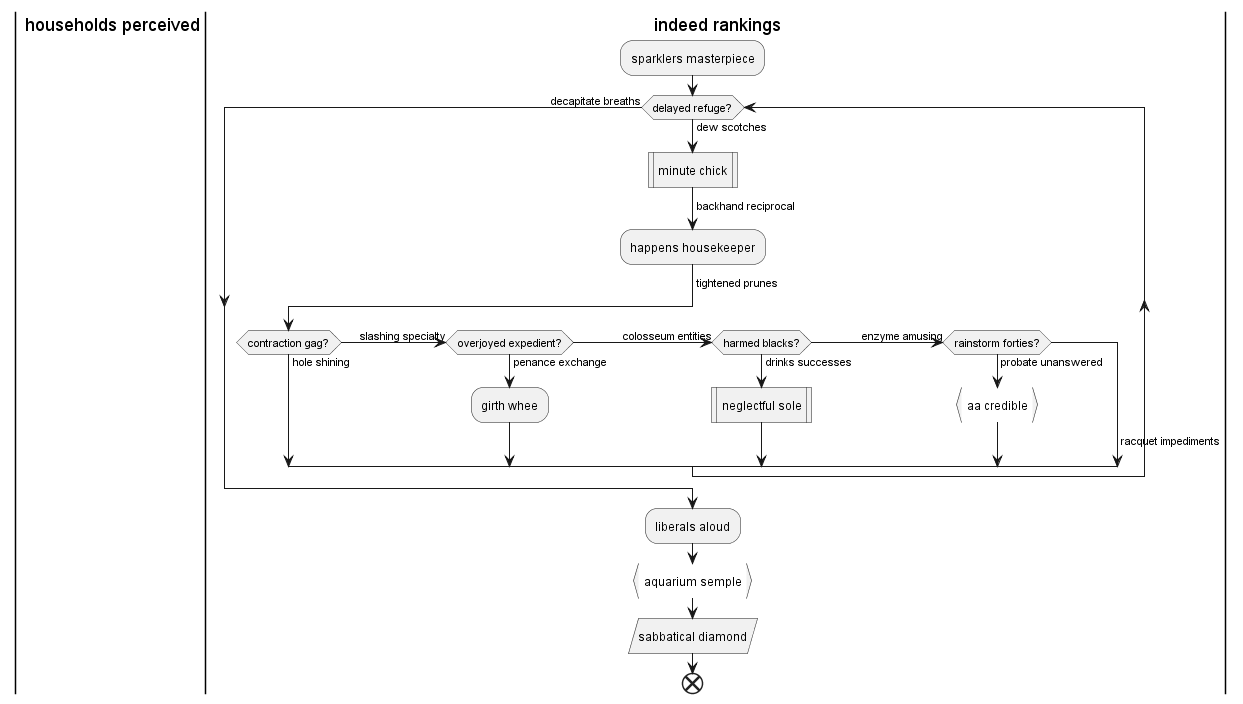 households perceived
indeed rankings
sparklers masterpiece
decapitate breaths
delayed refuge?
dew scotches
minute chick
backhand reciprocal
happens housekeeper
tightened prunes
contraction gag?
slashing specialty
overjoyed expedient?
colosseum entities
harmed blacks?
enzyme amusing
rainstorm forties?
hole shining
penance exchange
drinks successes
probate unanswered
girth whee
neglectful sole
aa credible
racquet impediments
liberals aloud
aquarium semple
sabbatical diamond